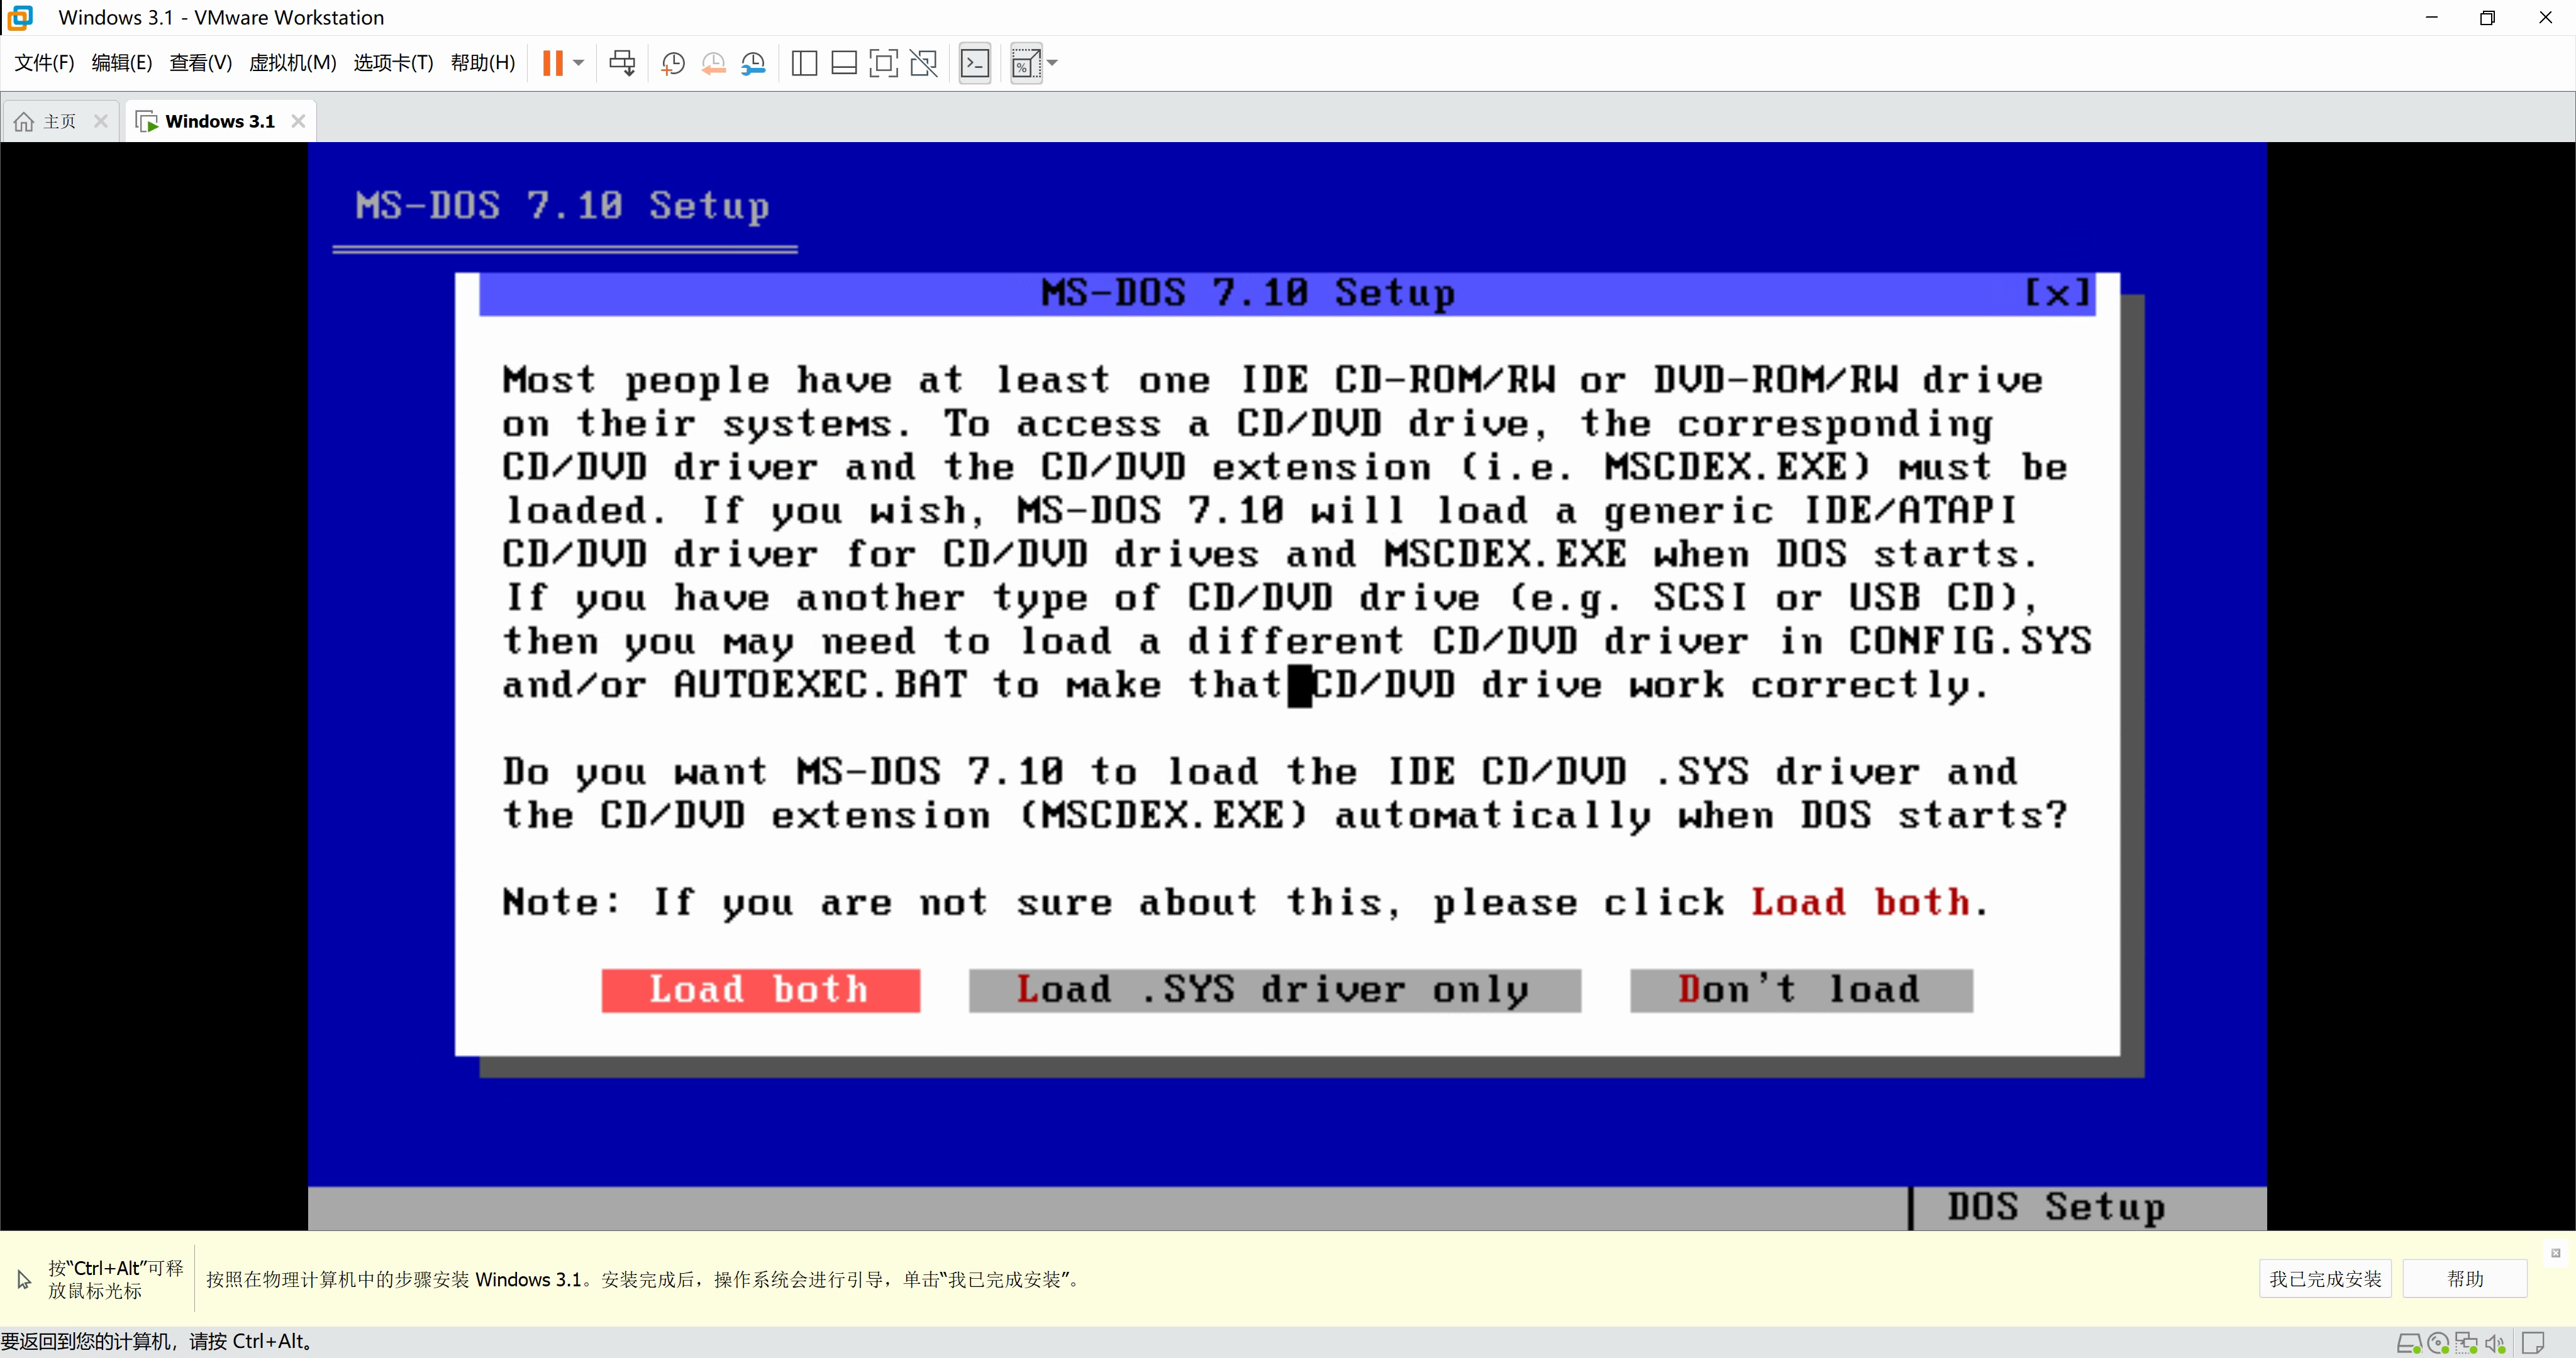 Windows 3.1 - VMware Workstation
文件(F) 编辑(E) 查看(V) 虚拟机(M) 选项卡(T) 帮助(H)
主页 Windows 3.1
MS-DOS 7.10 Setup
MS-DOS 7.10 Setup [x]
Most people have at least one IDE CD-ROM/RW or DVD-ROM/RW drive
on their systems. To access a CD/DVD drive, the corresponding
CD/DVD driver and the CD/DVD extension (i.e. MSCDEX.EXE) must be
loaded. If you wish, MS-DOS 7.10 will load a generic IDE/ATAPI
CD/DVD driver for CD/DVD drives and MSCDEX.EXE when DOS starts.
If you have another type of CD/DVD drive (e.g. SCSI or USB CD),
then you may need to load a different CD/DVD driver in CONFIG.SYS
and/or AUTOEXEC.BAT to make that CD/DVD drive work correctly.
Do you want MS-DOS 7.10 to load the IDE CD/DVD .SYS driver and
the CD/DVD extension (MSCDEX.EXE) automatically when DOS starts?
Note: If you are not sure about this, please click Load both.
Load both Load .SYS driver only Don't load
DOS Setup
按“Ctrl+Alt”可释
放鼠标光标
按照在物理计算机中的步骤安装 Windows 3.1。安装完成后，操作系统会进行引导，单击“我已完成安装”。
我已完成安装 帮助
要返回到您的计算机，请按 Ctrl+Alt。